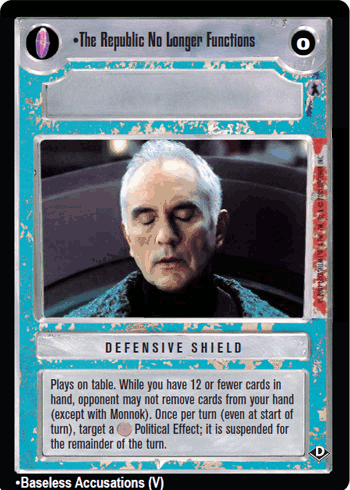 •The Republic No Longer Functions
0
DEFENSIVE SHIELD
Plays on table. While you have 12 or fewer cards in
hand, opponent may not remove cards from your hand
(except with Monnok). Once per turn (even at start of
turn), target a Political Effect; it is suspended for
the remainder of the turn.
D
•Baseless Accusations (V)